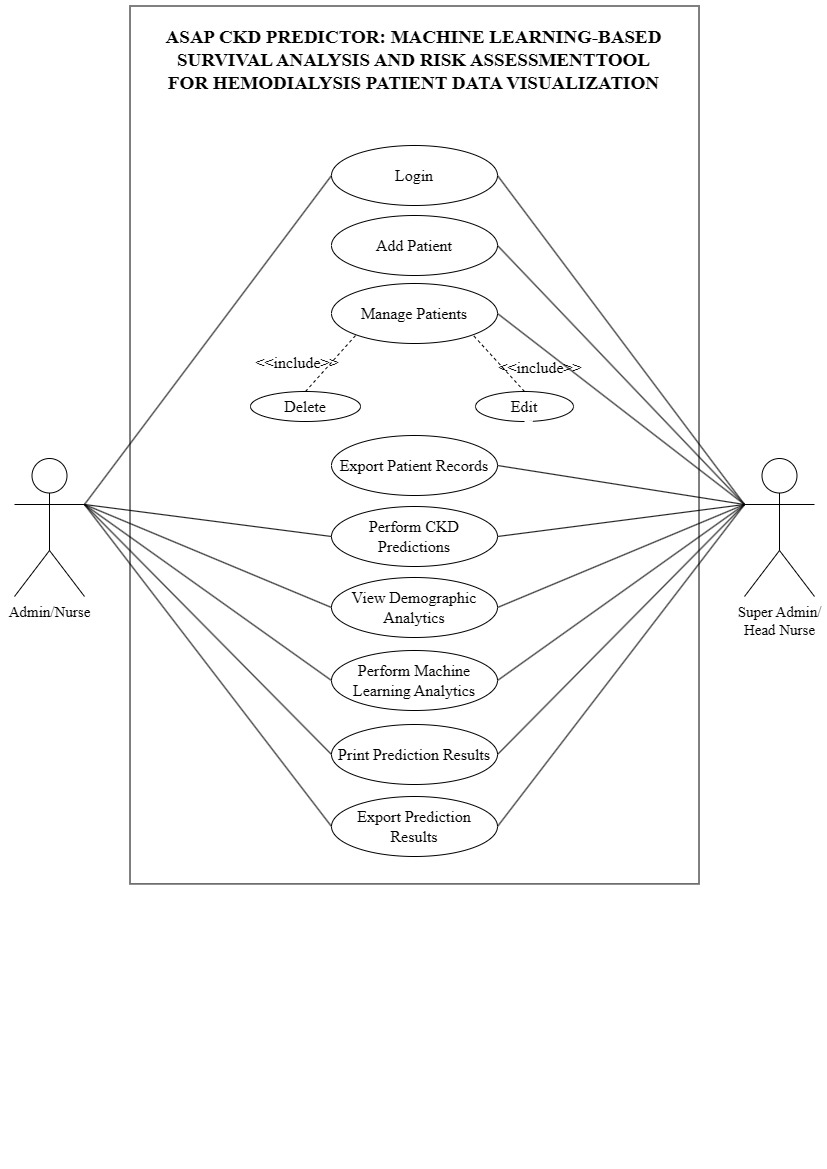 ASAP CKD PREDICTOR: MACHINE LEARNING-BASED
SURVIVAL ANALYSIS AND RISK ASSESSMENTTOOL
FOR HEMODIALYSIS PATIENT DATA VISUALIZATION
Login
Add Patient
Manage Patients
<<include>>
<<include>>
Delete
Edit
Export Patient Records
Perform CKD
Predictions
View Demographic
Analytics
Admin/Nurse
Super Admin/
Head Nurse
Perform Machine
Learning Analytics
Print Prediction Results
Export Prediction
Results